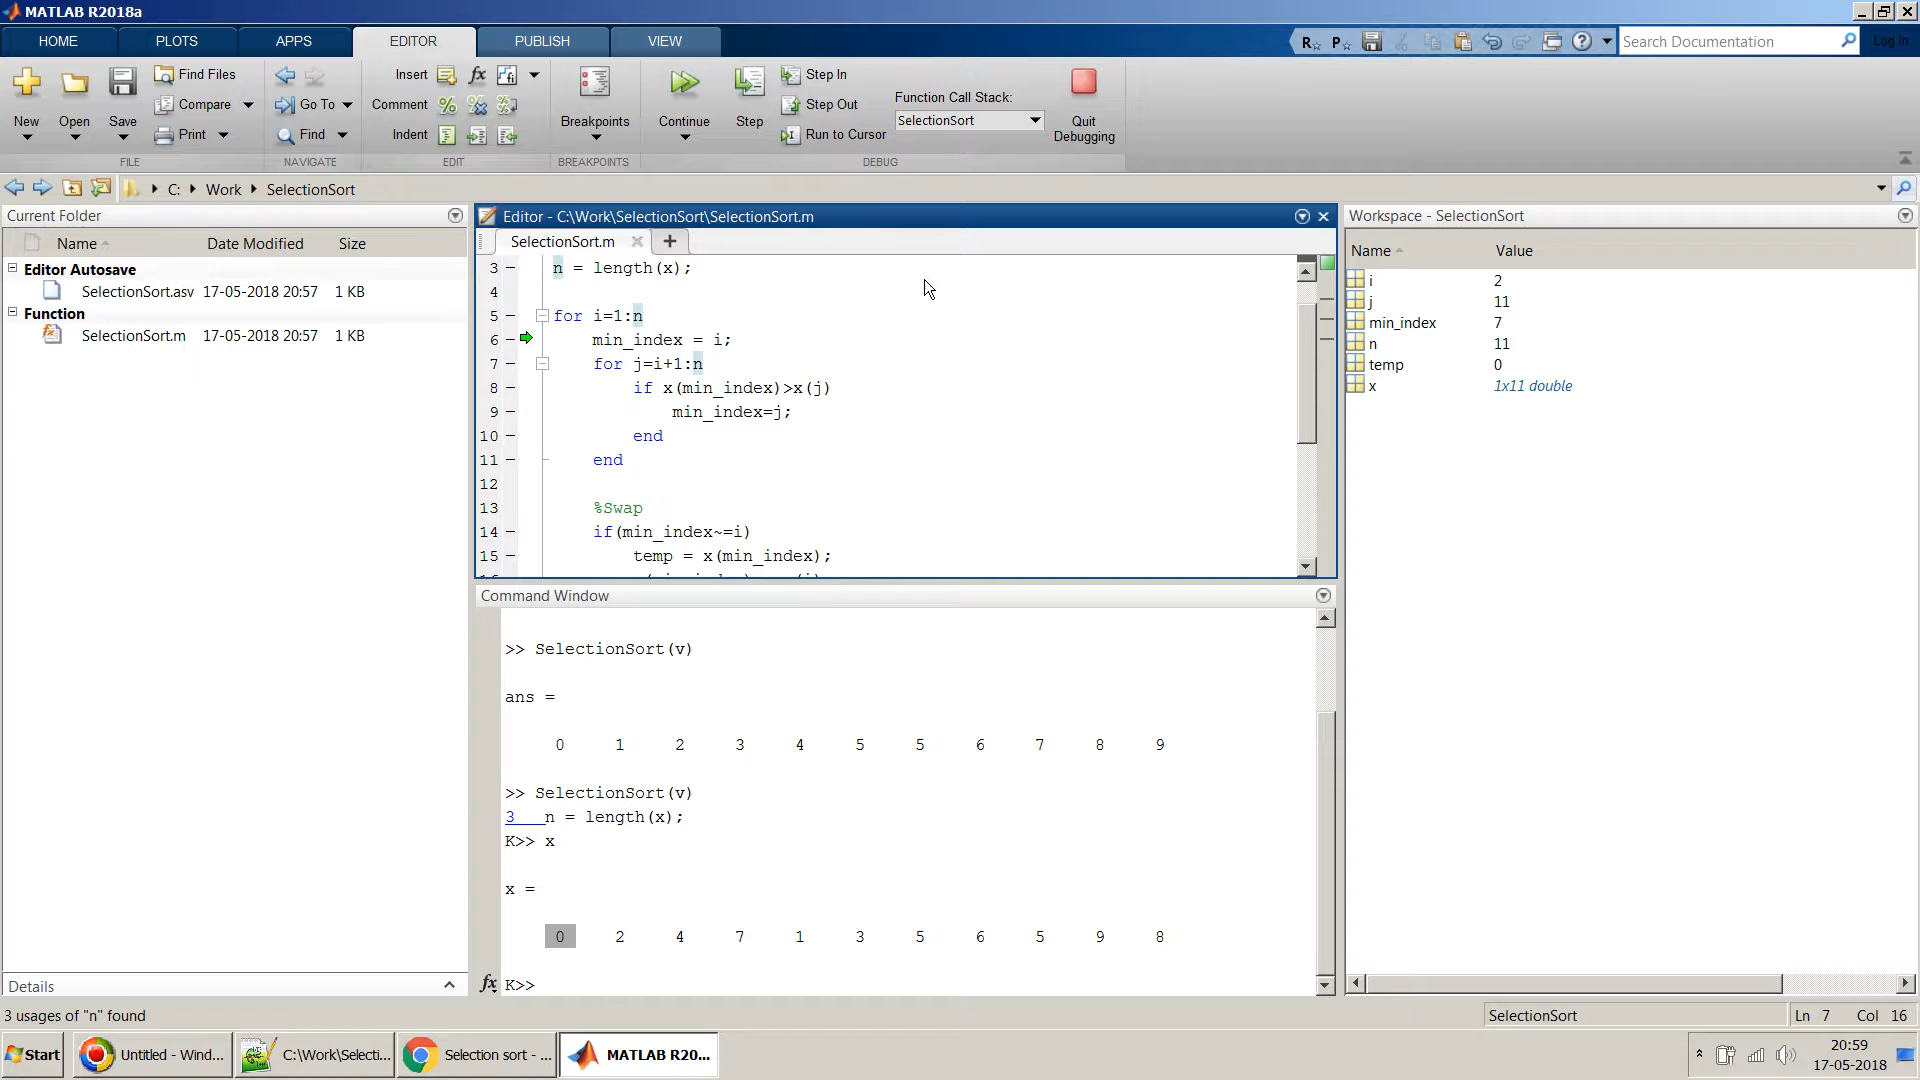 MATLAB R2018a
HOME PLOTS APPS EDITOR PUBLISH VIEW
Search Documentation Log In
New Open Save
Find Files
Compare
Print
Go To
Find
Insert
Comment
Indent
Breakpoints
Continue
Step
Step In
Step Out
Run to Cursor
Function Call Stack:
SelectionSort
Quit
Debugging
FILE NAVIGATE EDIT BREAKPOINTS DEBUG
C: Work SelectionSort
Current Folder
Name Date Modified Size
Editor Autosave
SelectionSort.asv 17-05-2018 20:57 1 KB
Function
SelectionSort.m 17-05-2018 20:57 1 KB
Details
Editor - C:\Work\SelectionSort\SelectionSort.m
SelectionSort.m
3 n = length(x);
4
5 for i=1:n
6 min_index = i;
7 for j=i+1:n
8 if x(min_index)>x(j)
9 min_index=j;
10 end
11 end
12
13 %Swap
14 if(min_index~=i)
15 temp = x(min_index);
Command Window
>> SelectionSort(v)
ans =
0 1 2 3 4 5 5 6 7 8 9
>> SelectionSort(v)
3 n = length(x);
K>> x
x =
0 2 4 7 1 3 5 6 5 9 8
fx K>>
Workspace - SelectionSort
Name Value
i 2
j 11
min_index 7
n 11
temp 0
x 1x11 double
3 usages of "n" found
SelectionSort
Ln 7 Col 16
Start
Untitled - Wind...
C:\Work\Selecti...
Selection sort - ...
MATLAB R20...
20:59
17-05-2018